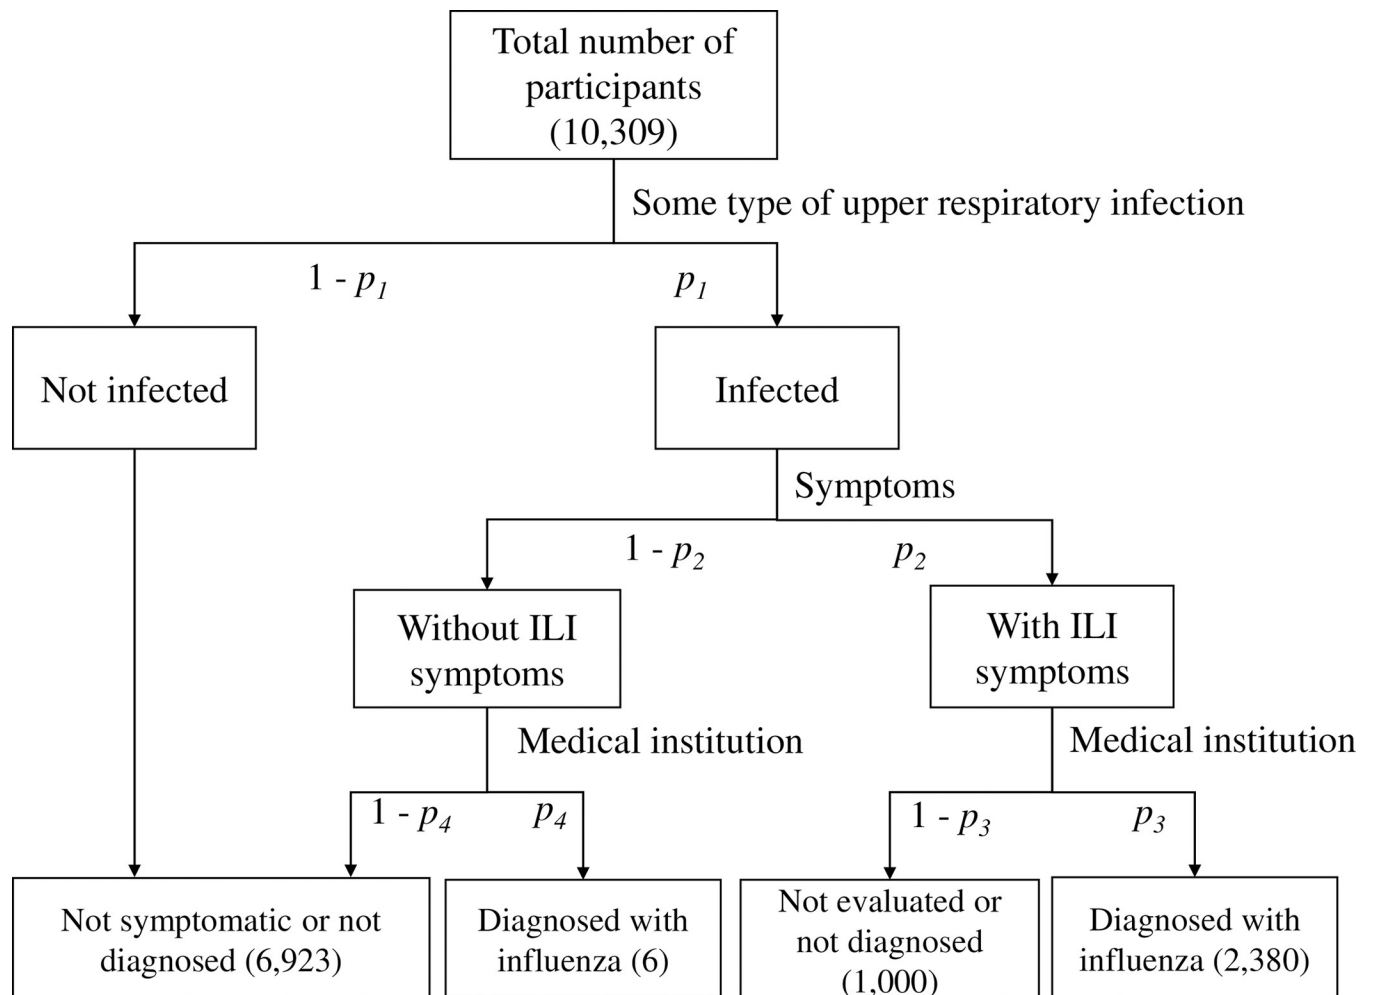 Total number of
participants
(10,309)
Some type of upper respiratory infection
1 - p1
p1
Not infected
Infected
Symptoms
1 - p2
p2
Without ILI
symptoms
With ILI
symptoms
Medical institution
Medical institution
1 - p4
p4
1 - p3
p3
Not symptomatic or not
diagnosed (6,923)
Diagnosed with
influenza (6)
Not evaluated or
not diagnosed
(1,000)
Diagnosed with
influenza (2,380)